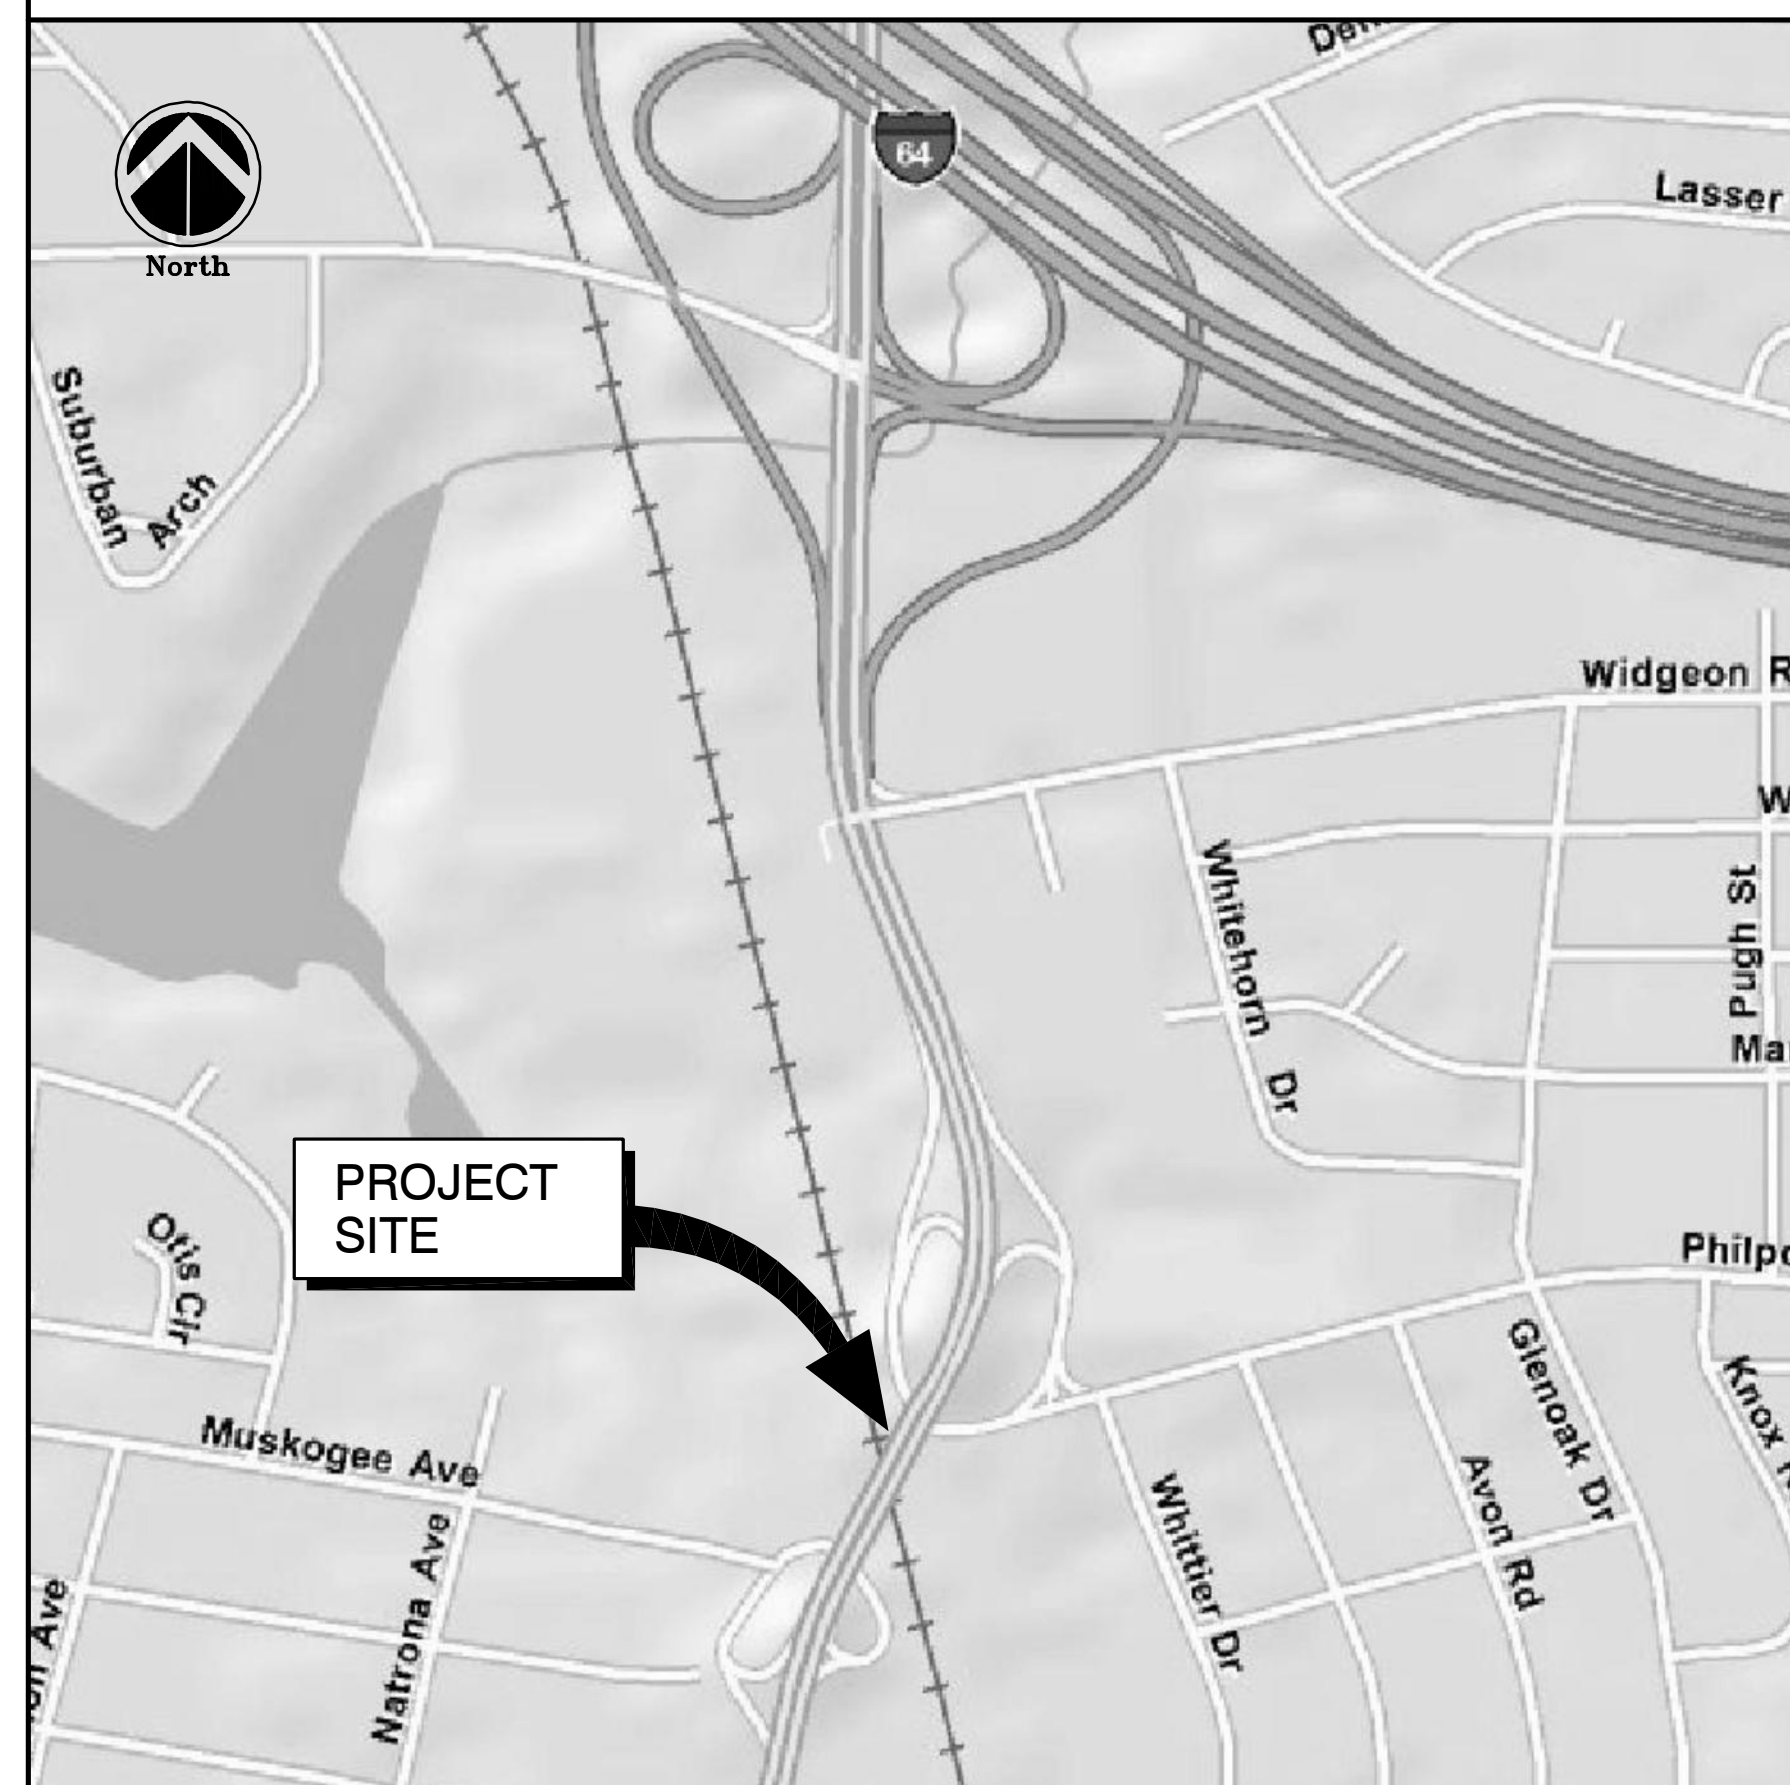 64
Lasser
North
Suburban
Arch
Widgeon R
W
Whitehorn Dr
Pugh St
Ma
PROJECT
SITE
Otis Cir
Philpo
Glenoak Dr
Knox
Muskogee Ave
Avon Rd
Whittier Dr
Natrona Ave
Ave